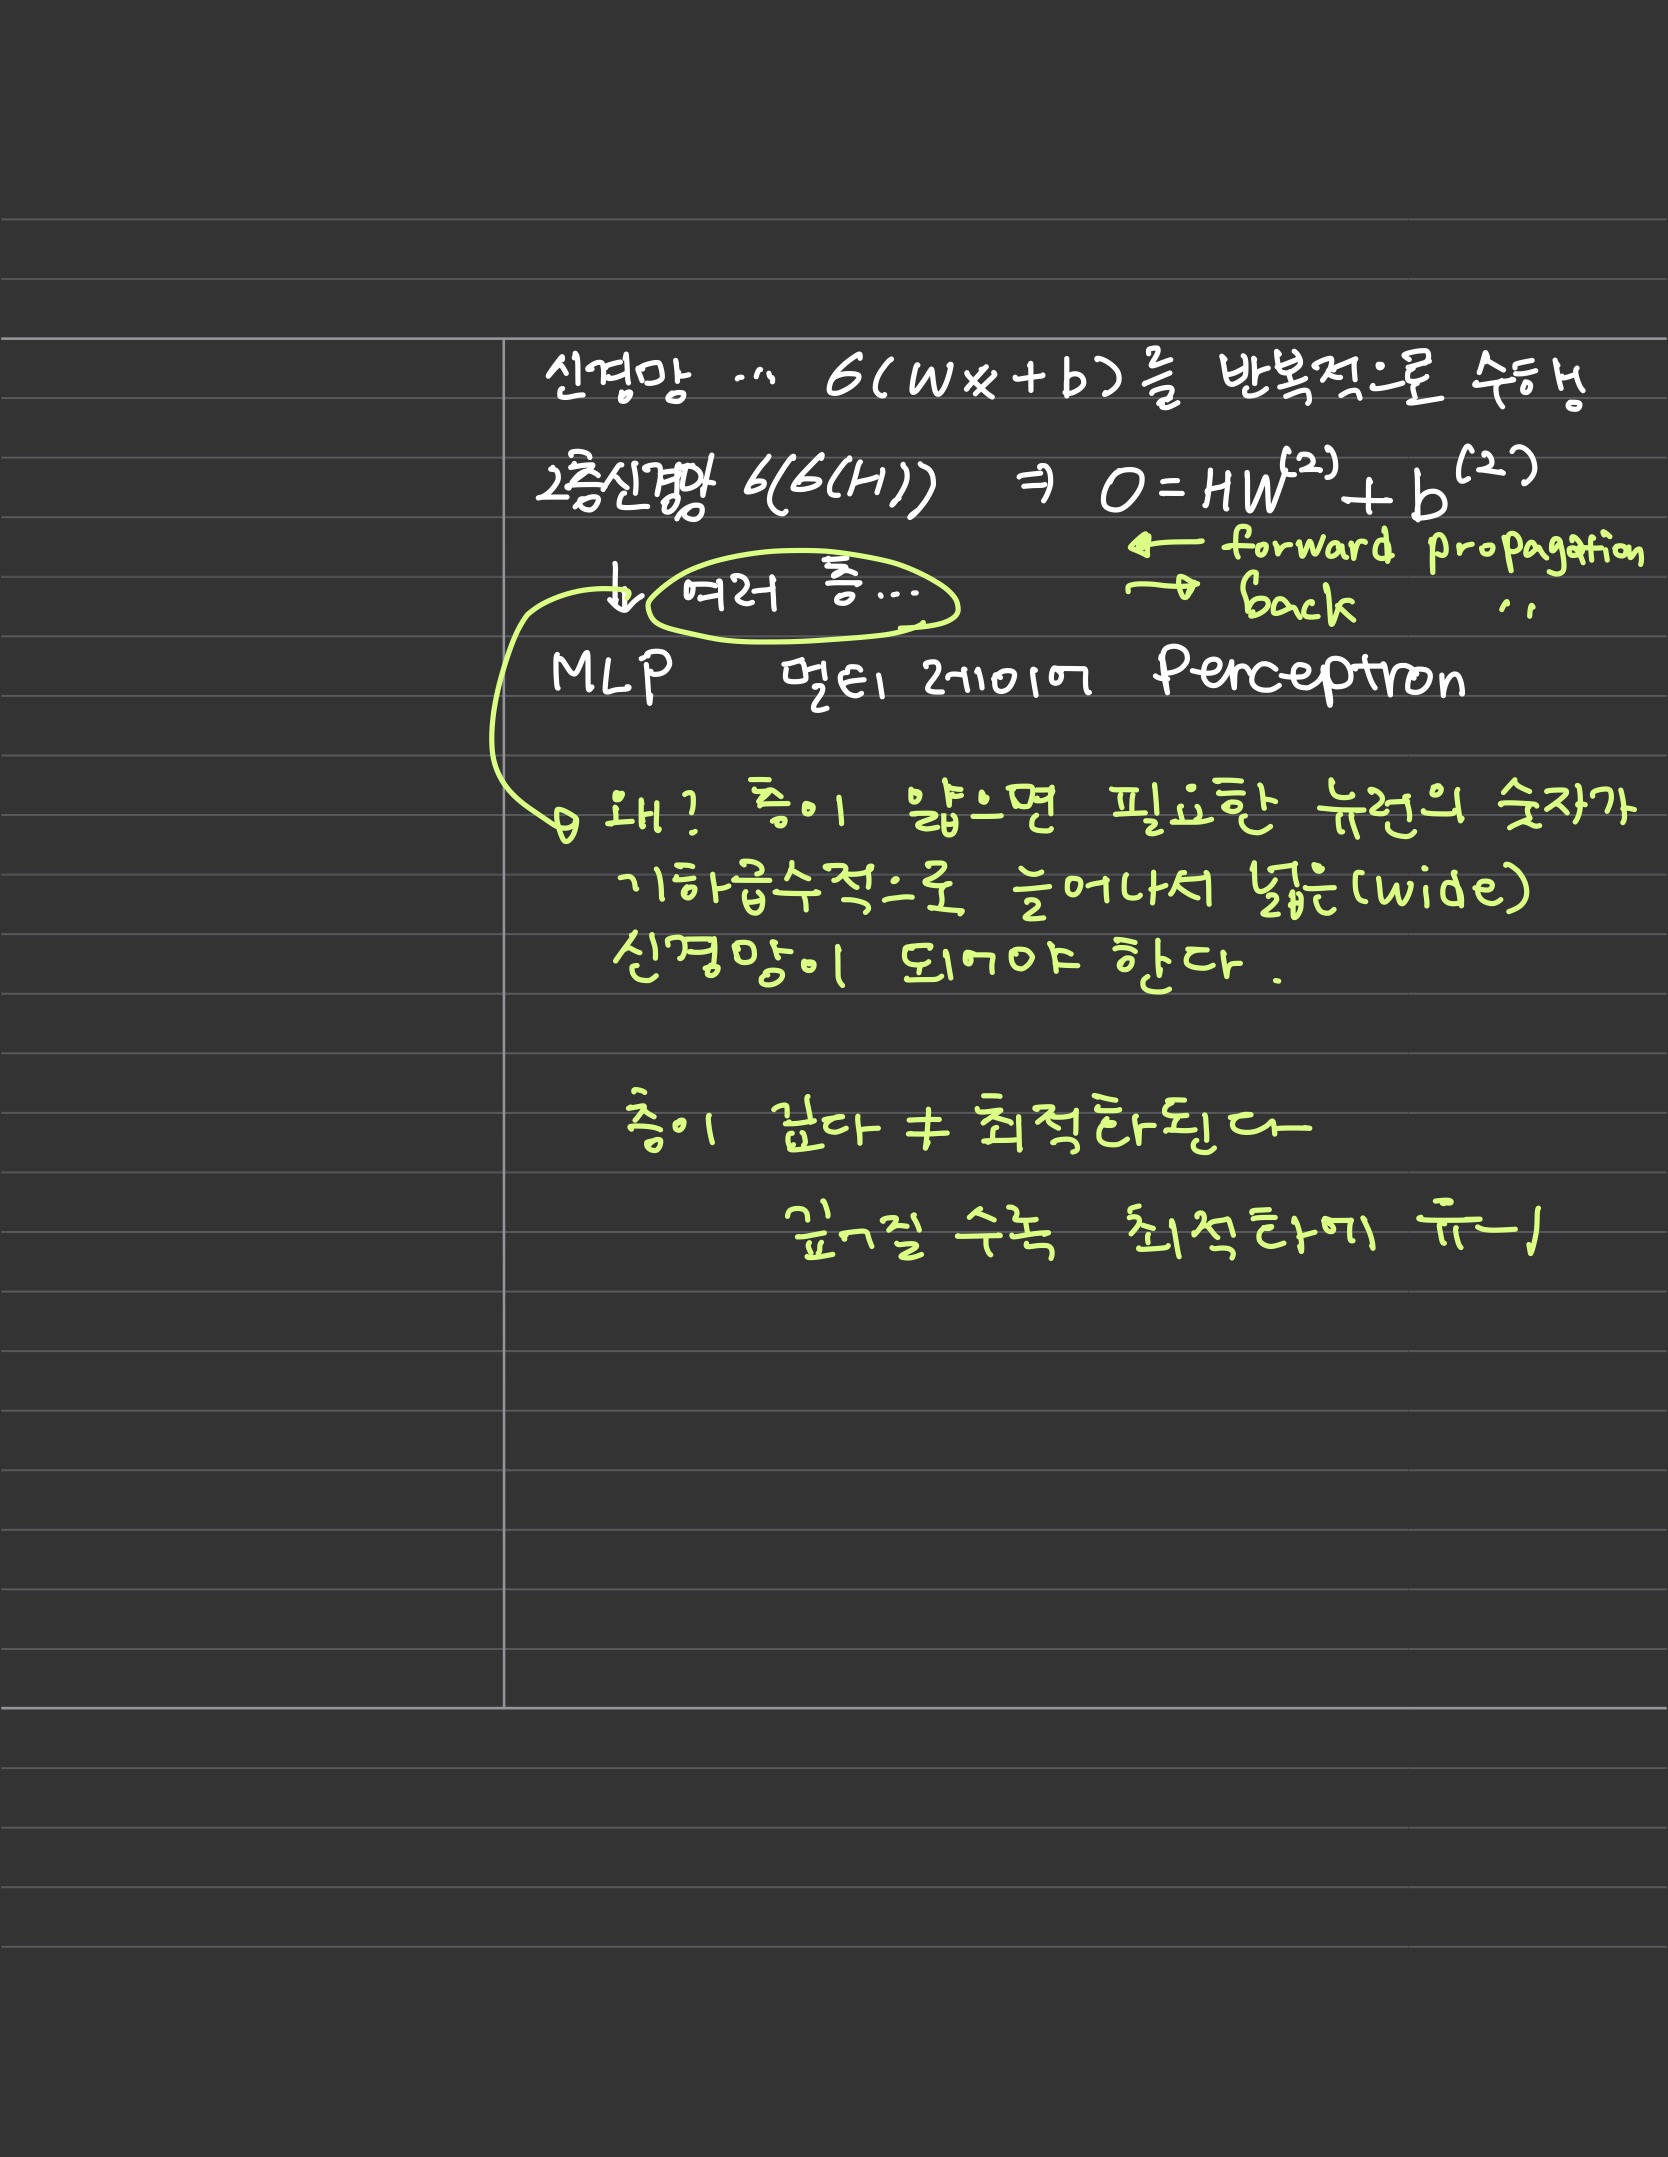 신경망 ... σ(Wx+b)를 반복적으로 수행
2층신경망 σ(σ(H)) ⇒ O=HW⁽²⁾+b⁽²⁾
← forward propagation
↓ 여러 층...
→ back 〃
MLP 멀티 레이어 Perceptron
왜? 층이 얇으면 필요한 뉴런의 숫자가
기하급수적으로 늘어나서 넓은(wide)
신경망이 되어야 한다.
층이 깊다 ≠ 최적화된다
깊어질 수록 최적화에